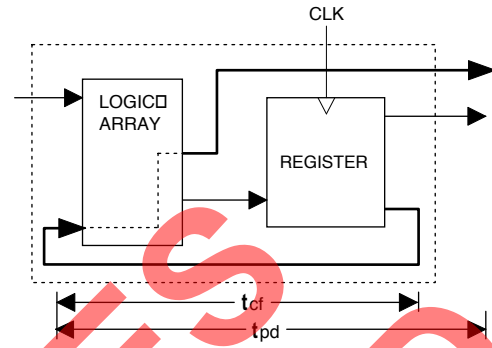 CLK
LOGIC□
ARRAY
REGISTER
tcf
tpd